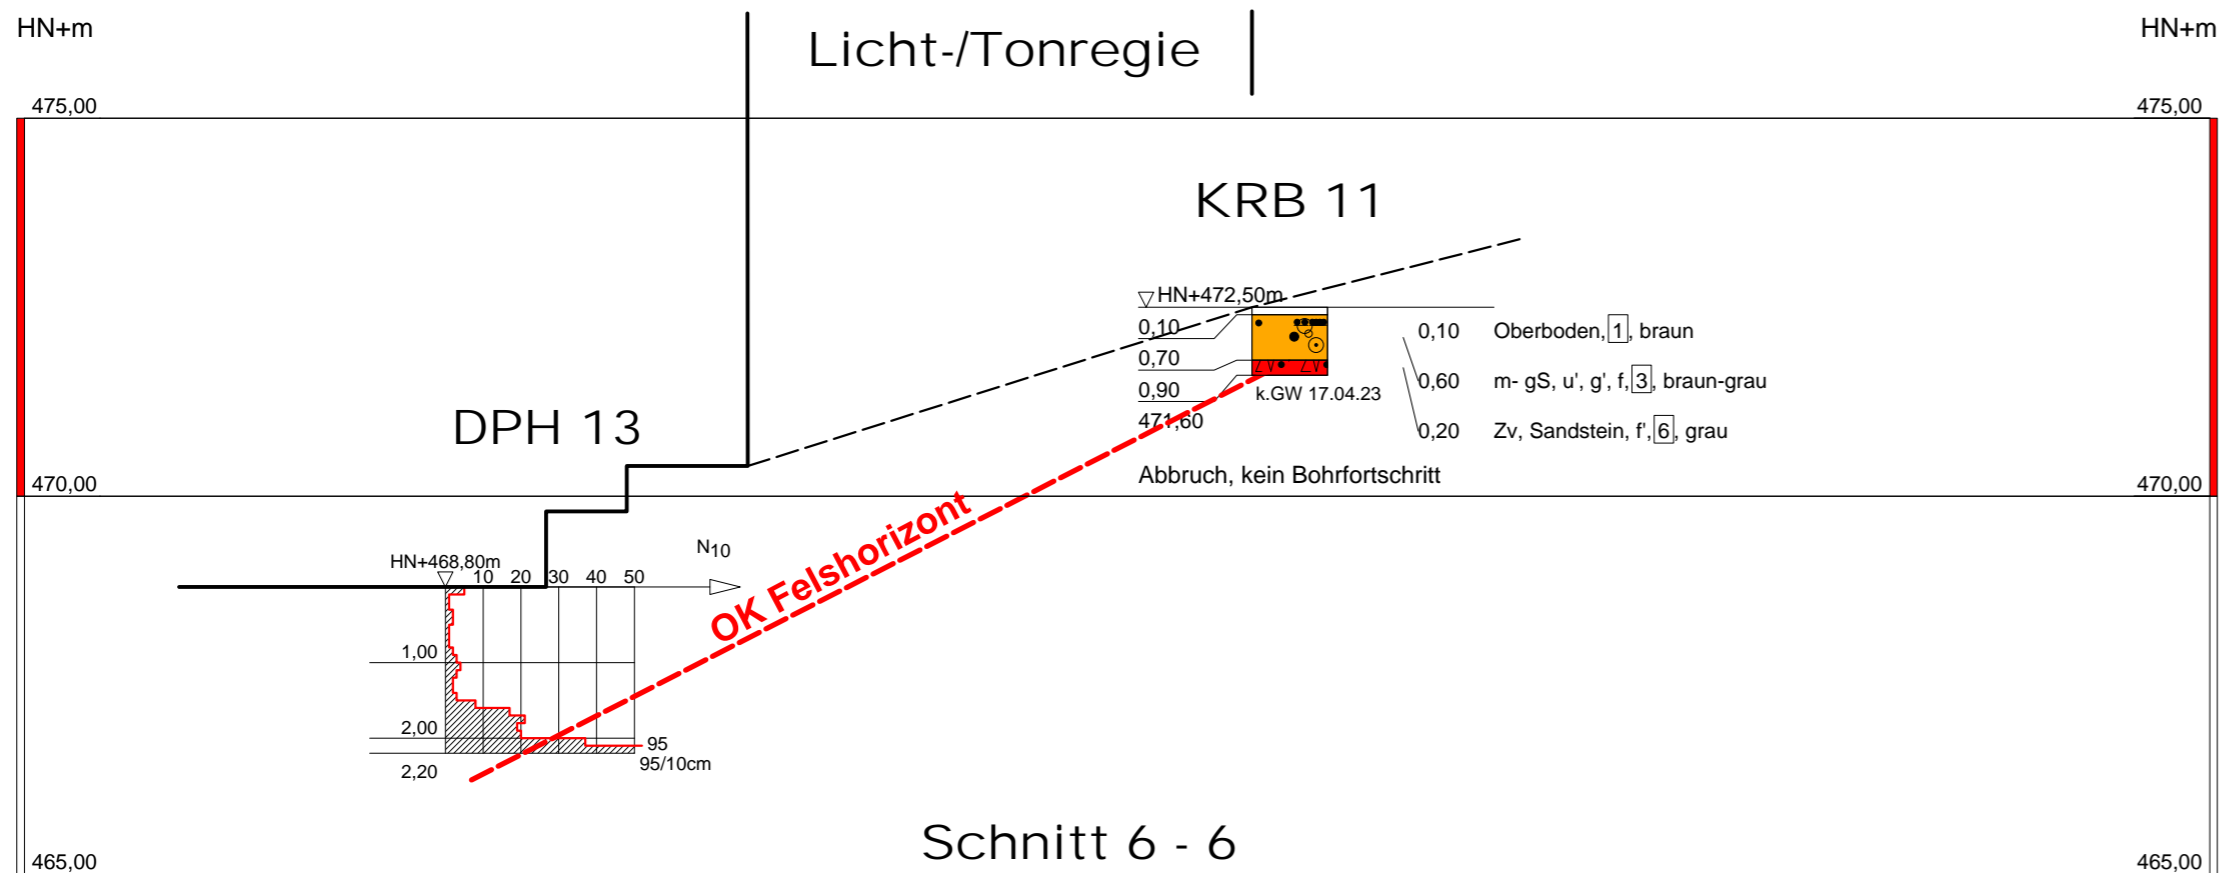 HN+m
HN+m
Licht-/Tonregie
475,00
475,00
KRB 11
HN+472,50m
0,10
0,70
0,90
471,60
k.GW 17.04.23
0,10 Oberboden, 1, braun
0,60 m- gS, u', g', f, 3, braun-grau
0,20 Zv, Sandstein, f', 6, grau
Abbruch, kein Bohrfortschritt
DPH 13
470,00
470,00
OK Felshorizont
HN+468,80m
N10
10 20 30 40 50
1,00
2,00
2,20
95
95/10cm
Schnitt 6 - 6
465,00
465,00